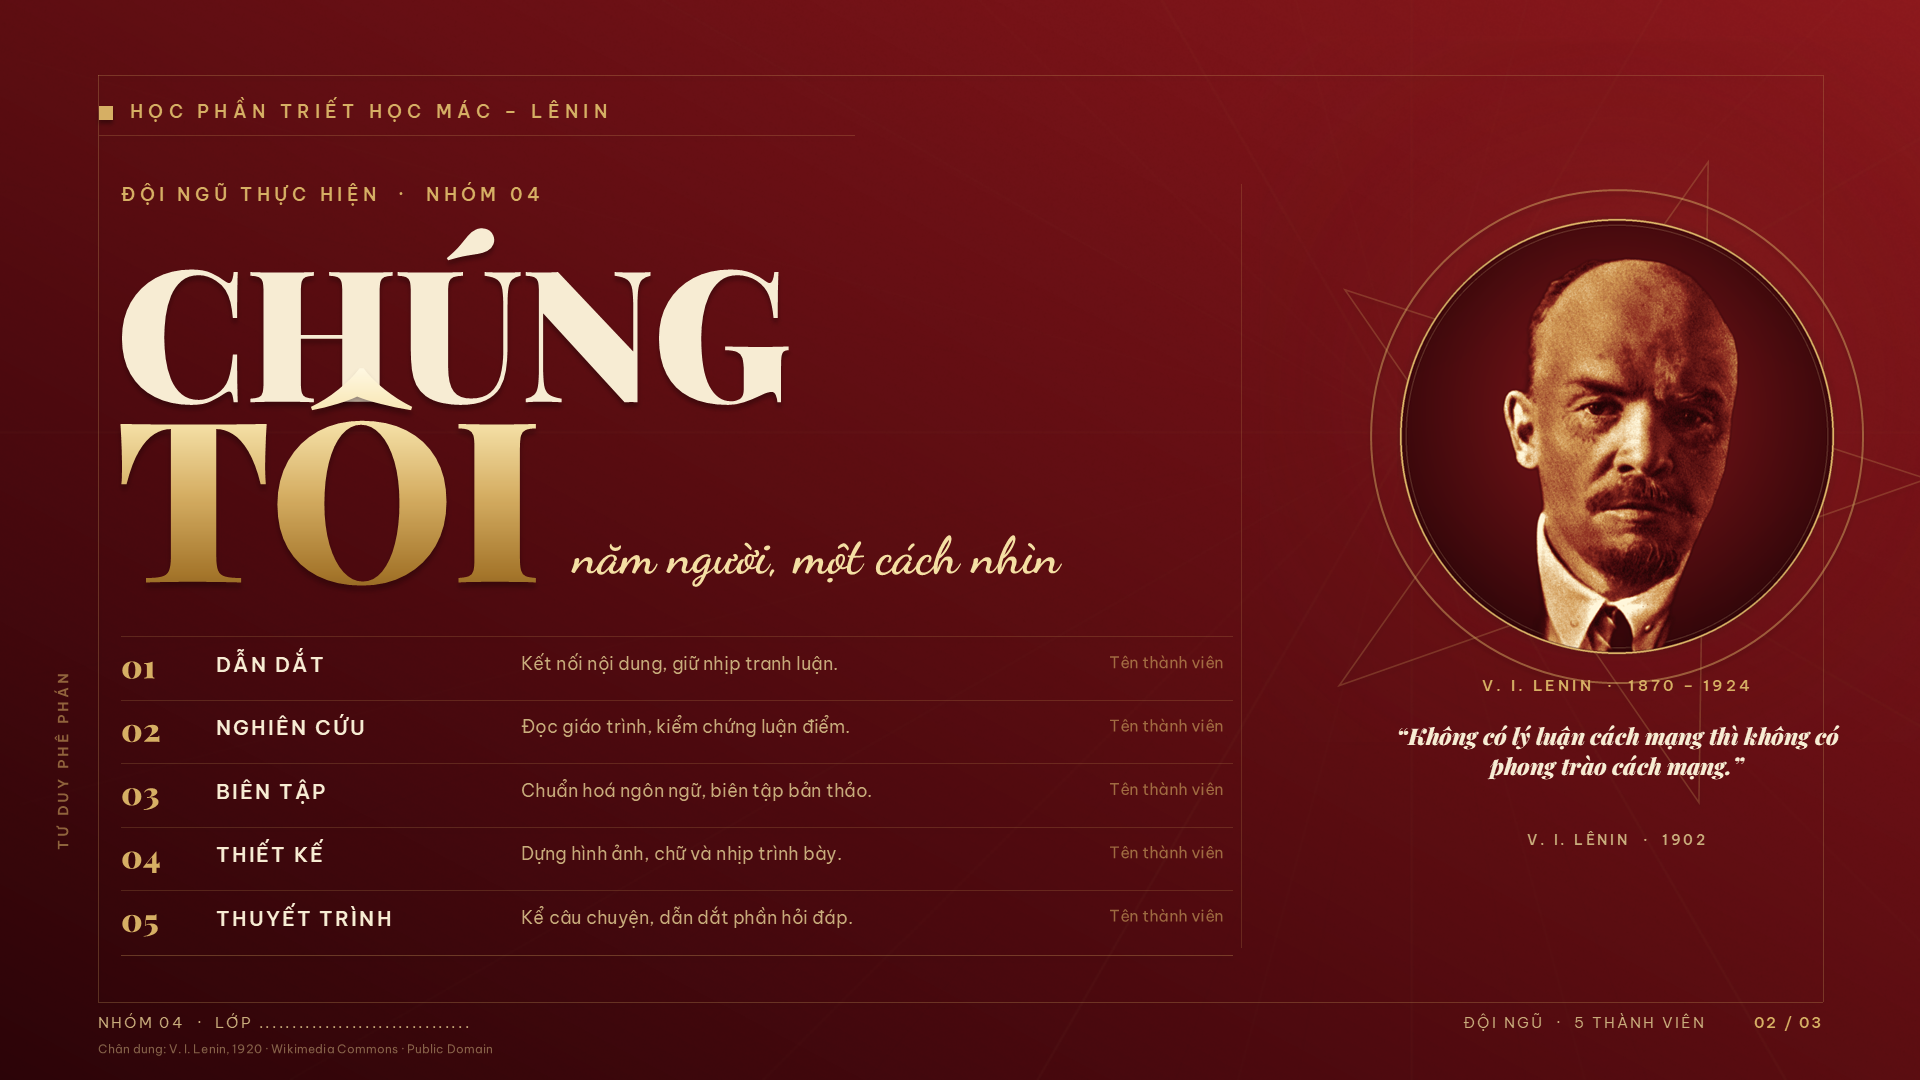 HỌC PHẦN TRIẾT HỌC MÁC – LÊNIN
ĐỘI NGŨ THỰC HIỆN · NHÓM 04
CHÚNG
TÔI
năm người, một cách nhìn
01 DẪN DẮT Kết nối nội dung, giữ nhịp tranh luận. Tên thành viên
02 NGHIÊN CỨU Đọc giáo trình, kiểm chứng luận điểm. Tên thành viên
03 BIÊN TẬP Chuẩn hoá ngôn ngữ, biên tập bản thảo. Tên thành viên
04 THIẾT KẾ Dựng hình ảnh, chữ và nhịp trình bày. Tên thành viên
05 THUYẾT TRÌNH Kể câu chuyện, dẫn dắt phần hỏi đáp. Tên thành viên
V. I. LENIN · 1870 – 1924
“Không có lý luận cách mạng thì không có
phong trào cách mạng.”
V. I. LÊNIN · 1902
TƯ DUY PHÊ PHÁN
NHÓM 04 · LỚP ................................
Chân dung: V. I. Lenin, 1920 · Wikimedia Commons · Public Domain
ĐỘI NGŨ · 5 THÀNH VIÊN 02 / 03